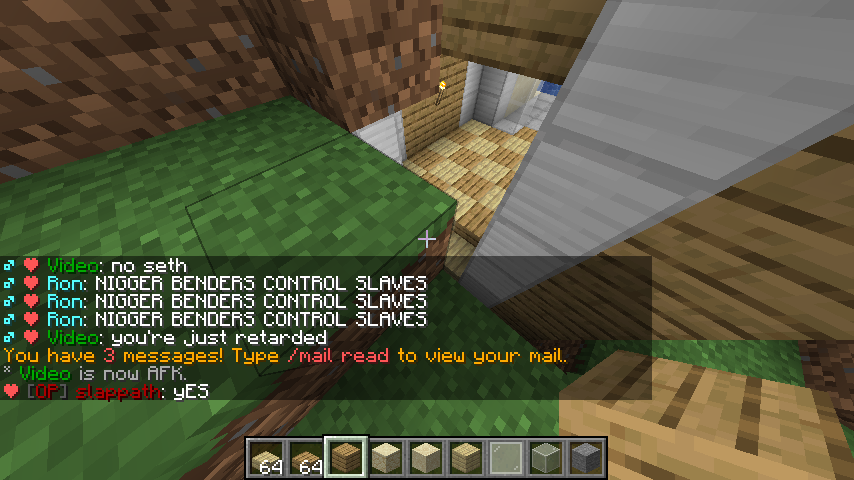 ♂ ❤ Video: no seth
♂ ❤ Ron: NIGGER BENDERS CONTROL SLAVES
♂ ❤ Ron: NIGGER BENDERS CONTROL SLAVES
♂ ❤ Ron: NIGGER BENDERS CONTROL SLAVES
♂ ❤ Video: you're just retarded
You have 3 messages! Type /mail read to view your mail.
* Video is now AFK.
❤ [OP] slappath: yES
64 64